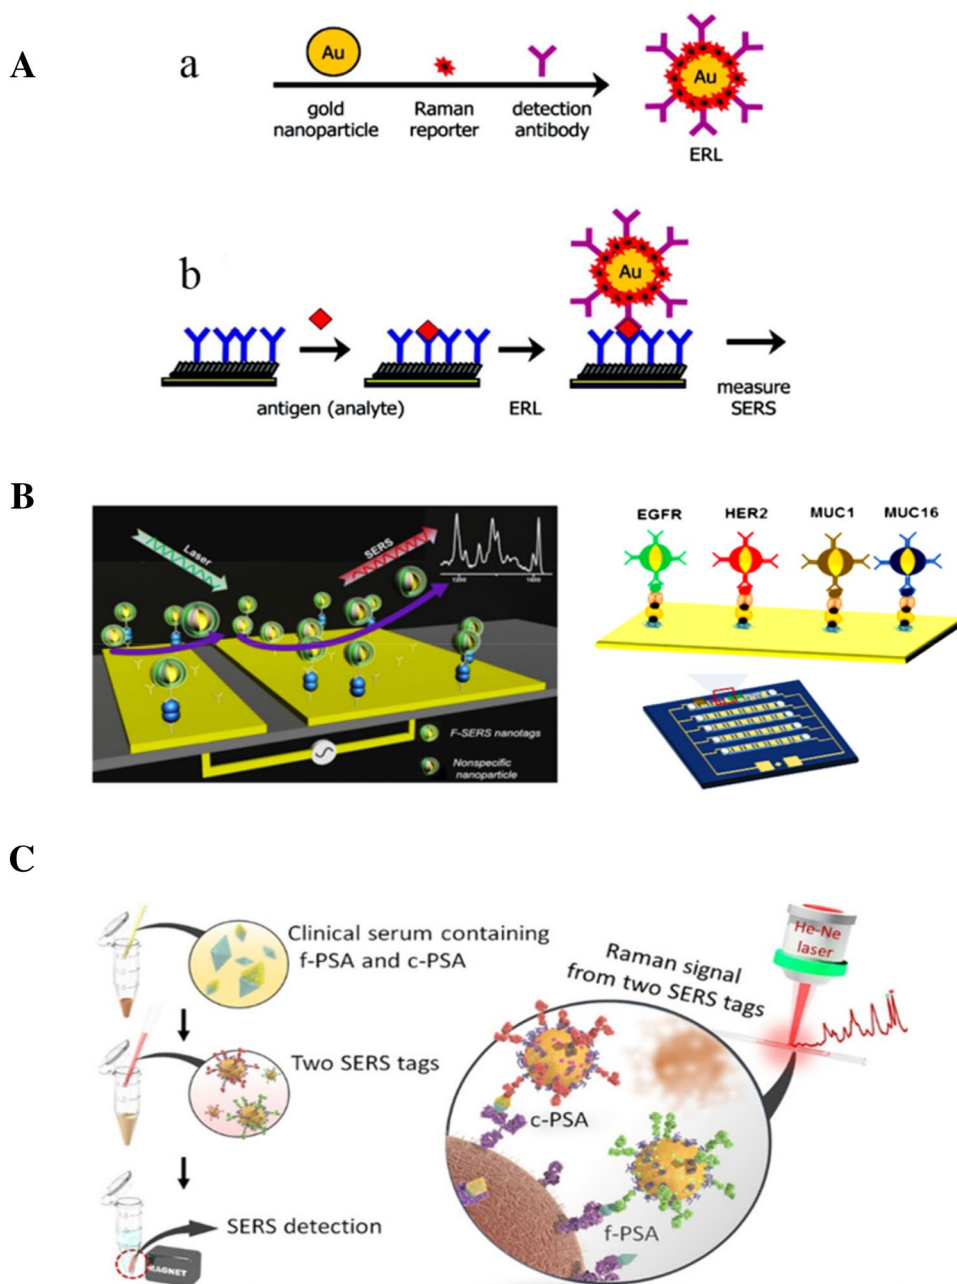 A
a
Au
gold
nanoparticle
Raman
reporter
detection
antibody
Au
ERL
b
Au
antigen (analyte)
ERL
measure
SERS
B
Laser
SERS
1200
1600
F-SERS nanotags
Nonspecific
nanoparticle
EGFR
HER2
MUC1
MUC16
C
Clinical serum containing
f-PSA and c-PSA
Two SERS tags
SERS detection
MAGNET
Raman signal
from two SERS tags
He-Ne
laser
c-PSA
f-PSA